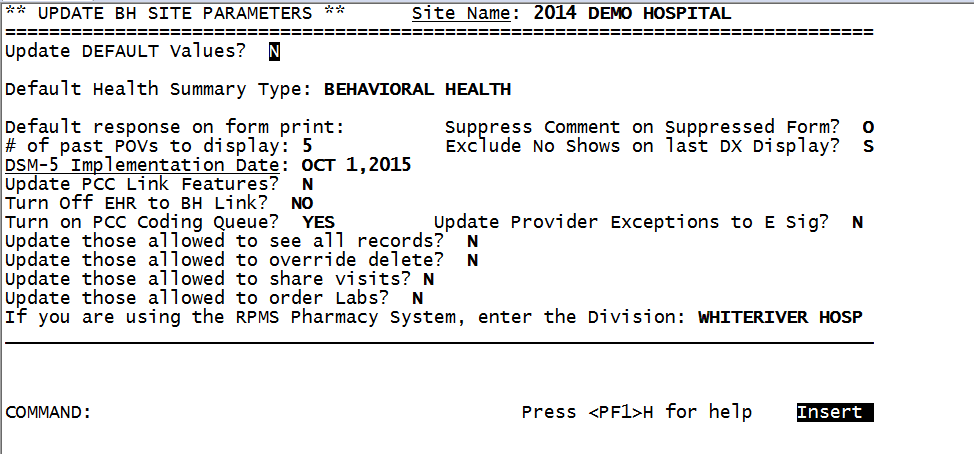 ** UPDATE BH SITE PARAMETERS ** Site Name: 2014 DEMO HOSPITAL
================================================================================
Update DEFAULT Values? N
Default Health Summary Type: BEHAVIORAL HEALTH
Default response on form print: Suppress Comment on Suppressed Form? O
# of past POVs to display: 5 Exclude No Shows on last DX Display? S
DSM-5 Implementation Date: OCT 1,2015
Update PCC Link Features? N
Turn Off EHR to BH Link? NO
Turn on PCC Coding Queue? YES Update Provider Exceptions to E Sig? N
Update those allowed to see all records? N
Update those allowed to override delete? N
Update those allowed to share visits? N
Update those allowed to order Labs? N
If you are using the RPMS Pharmacy System, enter the Division: WHITERIVER HOSP
COMMAND: Press <PF1>H for help Insert